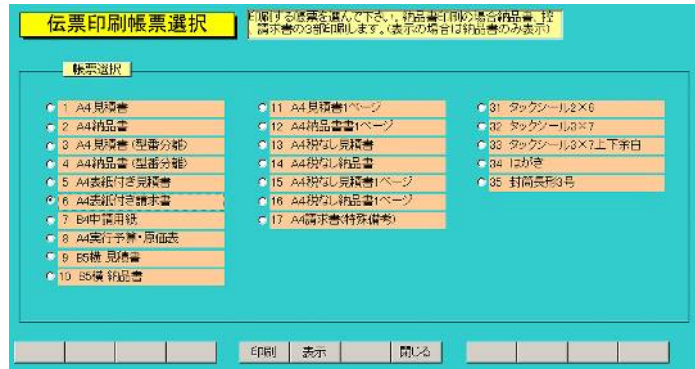 伝票印刷帳票選択
印刷する帳票を選んで下さい。納品書印刷の場合納品書、控
請求書の3部印刷します。(表示の場合は納品書のみ表示)
帳票選択
1 A4見積書
2 A4納品書
3 A4見積書(型番分離)
4 A4納品書(型番分離)
5 A4表紙付き見積書
6 A4表紙付き請求書
7 B4申請用紙
8 A4実行予算・原価表
9 B5横 見積書
10 B5横 納品書
11 A4見積書1ページ
12 A4納品書書1ページ
13 A4税なし見積書
14 A4税なし納品書
15 A4税なし見積書1ページ
16 A4税なし納品書1ページ
17 A4請求書(特殊備考)
31 タックシール2×6
32 タックシール3×7
33 タックシール3×7上下余白
34 はがき
35 封筒長形3号
印刷
表示
閉じる